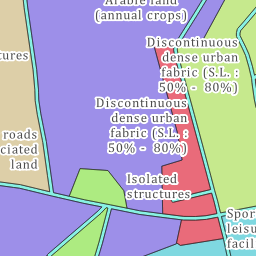 Arable land
(annual crops)
Discontinuous
dense urban
fabric (S.L. :
50% - 80%)
tures
Discontinuous
dense urban
fabric (S.L. :
50% - 80%)
roads
ciated
land
Isolated
structures
Spor
leisu
facil